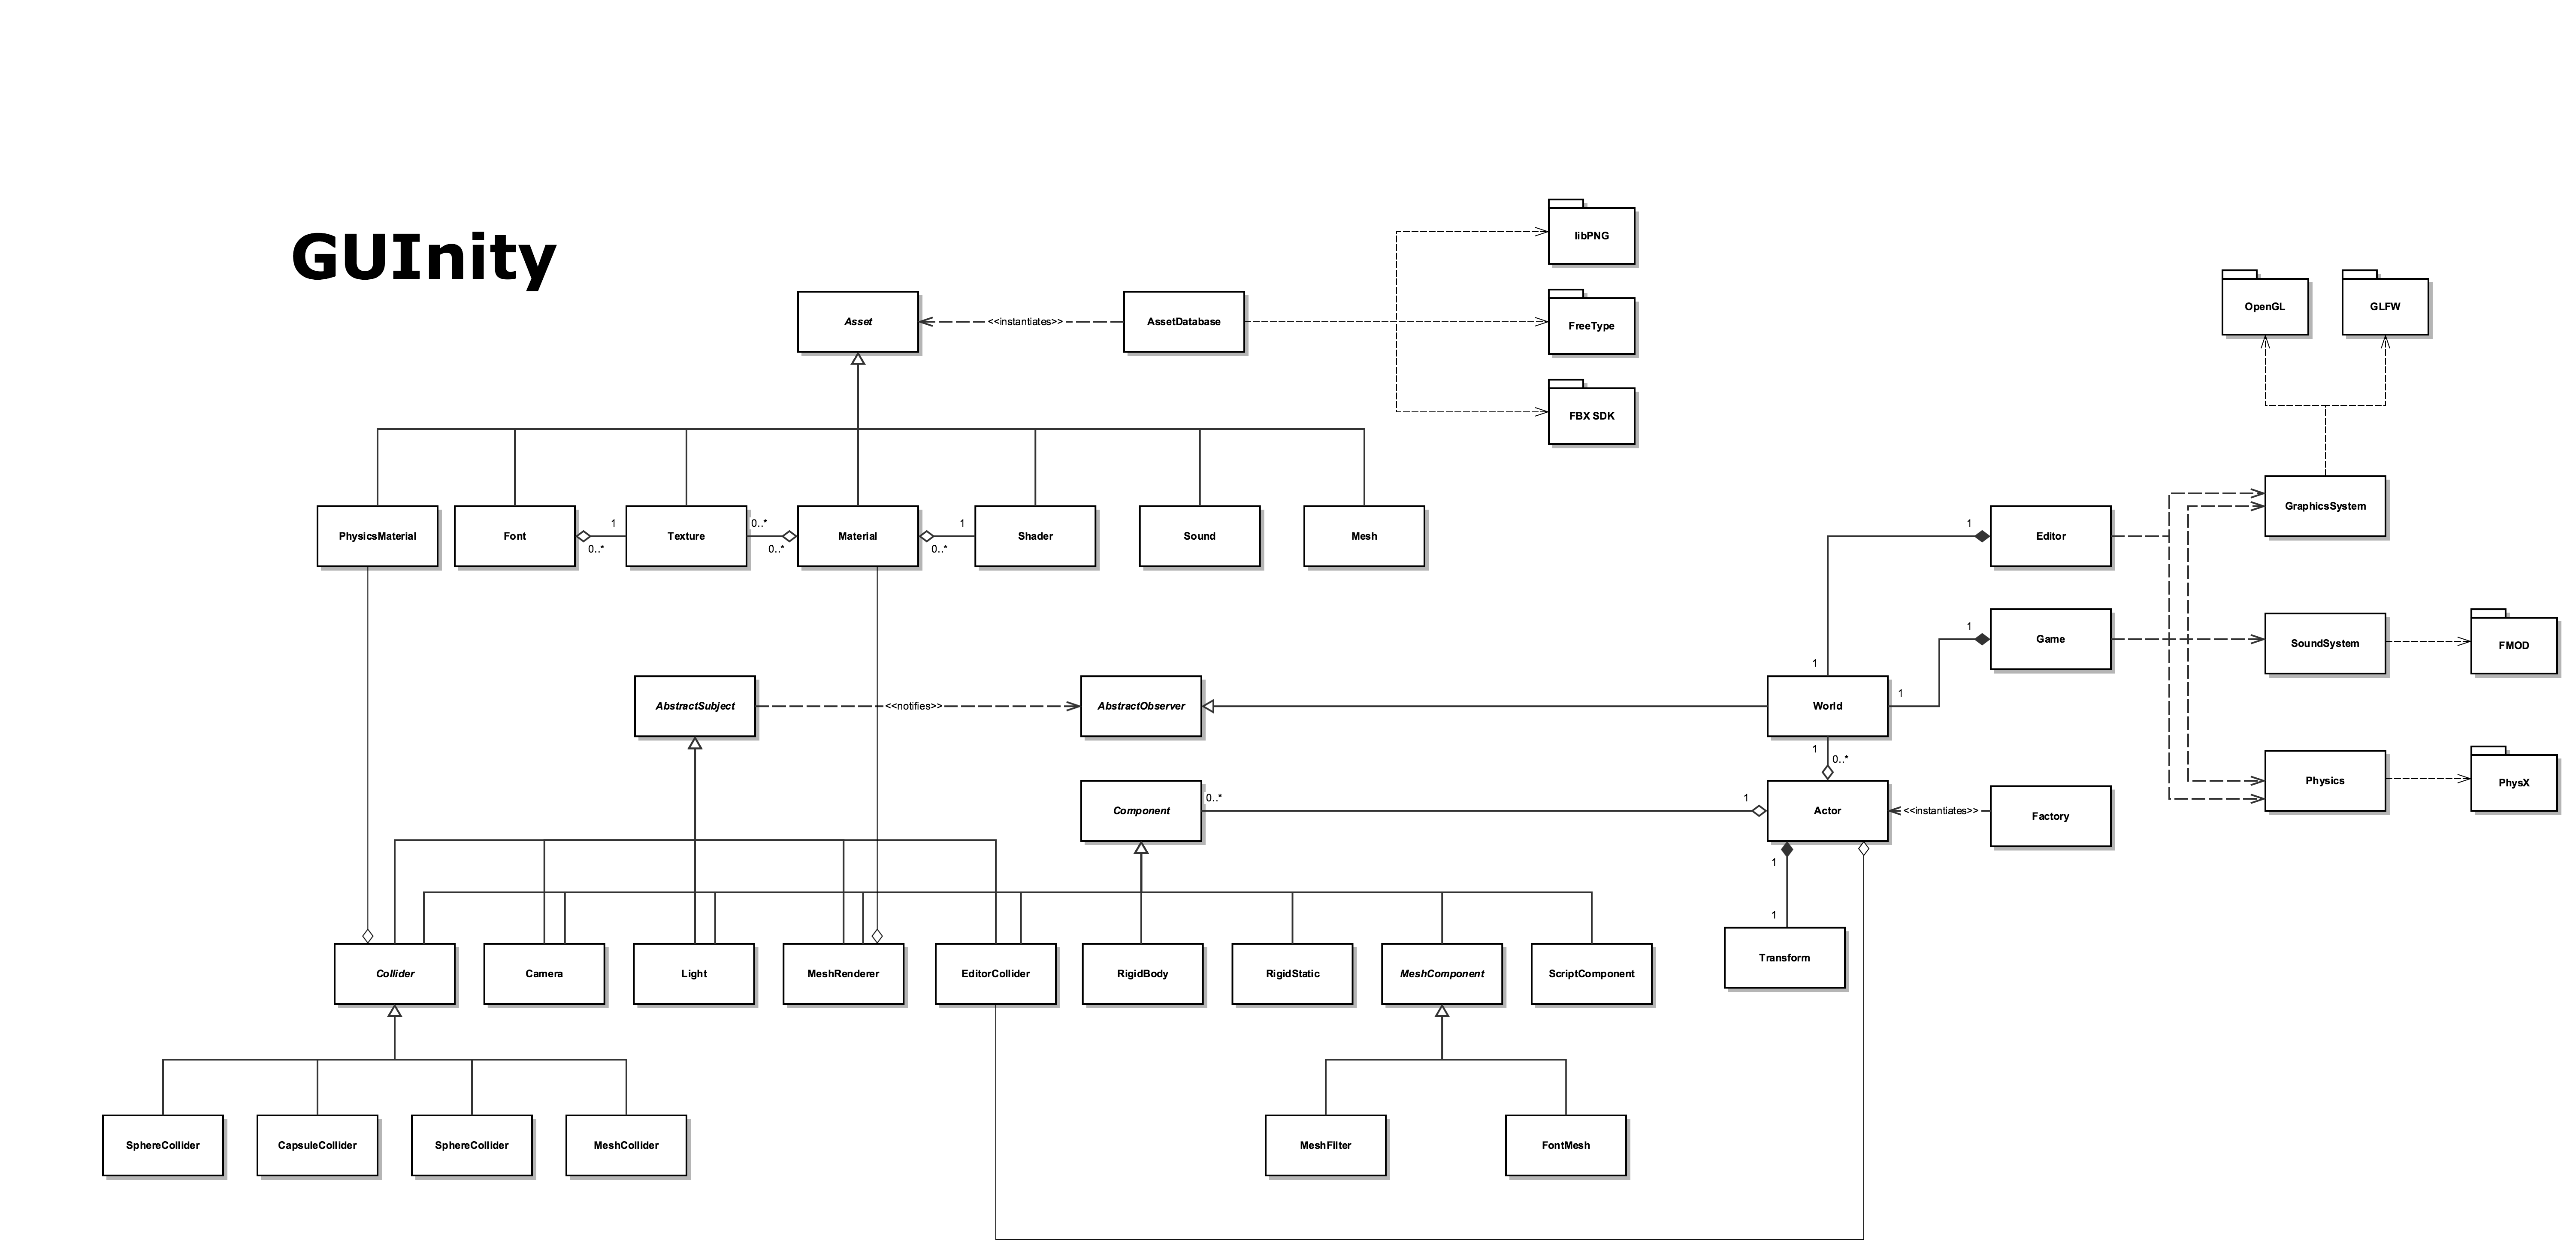 GUInity
libPNG
OpenGL
GLFW
Asset
<<instantiates>>
AssetDatabase
FreeType
FBX SDK
GraphicsSystem
PhysicsMaterial
Font
1
0..*
Texture
0..*
0..*
Material
1
0..*
Shader
Sound
Mesh
1
Editor
1
Game
SoundSystem
FMOD
1
1
AbstractSubject
<<notifies>>
AbstractObserver
World
1
0..*
Component
0..*
1
Actor
<<instantiates>>
Factory
Physics
PhysX
1
1
Transform
Collider
Camera
Light
MeshRenderer
EditorCollider
RigidBody
RigidStatic
MeshComponent
ScriptComponent
SphereCollider
CapsuleCollider
SphereCollider
MeshCollider
MeshFilter
FontMesh